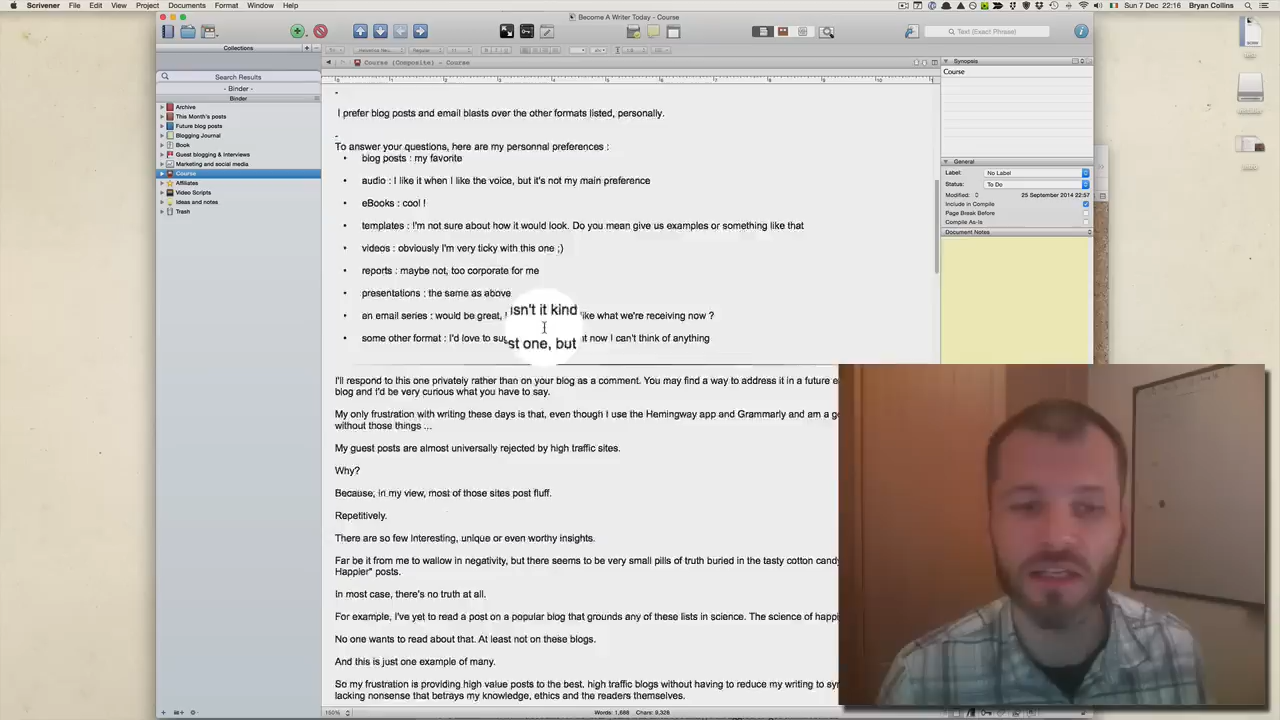 Scrivener File Edit View Project Documents Format Window Help
Sun 7 Dec 22:16 Bryan Collins
Become A Writer Today - Course
Text (Exact Phrase)
Collections
Search Results
- Binder -
Binder
Archive
This Month's posts
Future blog posts
Blogging Journal
Book
Guest blogging & Interviews
Marketing and social media
Course
Affiliates
Video Scripts
Ideas and notes
Trash
Course (Composite) - Course
-
I prefer blog posts and email blasts over the other formats listed, personally.
-
To answer your questions, here are my personnal preferences :
• blog posts : my favorite
• audio : I like it when I like the voice, but it's not my main preference
• eBooks : cool !
• templates : I'm not sure about how it would look. Do you mean give us examples or something like that
• videos : obviously I'm very ticky with this one ;)
• reports : maybe not, too corporate for me
• presentations : the same as above
• an email series : would be great, isn't it kind like what we're receiving now ?
• some other format : I'd love to st one, but now I can't think of anything
I'll respond to this one privately rather than on your blog as a comment. You may find a way to address it in a future
blog and I'd be very curious what you have to say.
My only frustration with writing these days is that, even though I use the Hemingway app and Grammarly and am a
without those things ...
My guest posts are almost universally rejected by high traffic sites.
Why?
Because, in my view, most of those sites post fluff.
Repetitively.
There are so few interesting, unique or even worthy insights.
Far be it from me to wallow in negativity, but there seems to be very small pills of truth buried in the tasty cotton
Happier" posts.
In most case, there's no truth at all.
For example, I've yet to read a post on a popular blog that grounds any of these lists in science. The science of
No one wants to read about that. At least not on these blogs.
And this is just one example of many.
So my frustration is providing high value posts to the best, high traffic blogs without having to reduce my writing to
lacking nonsense that betrays my knowledge, ethics and the readers themselves.
150%
Words: 1,688 Chars: 9,326
Synopsis
Course
General
Label: No Label
Status: To Do
Modified: 25 September 2014 22:57
Include in Compile
Page Break Before
Compile As-Is
Document Notes